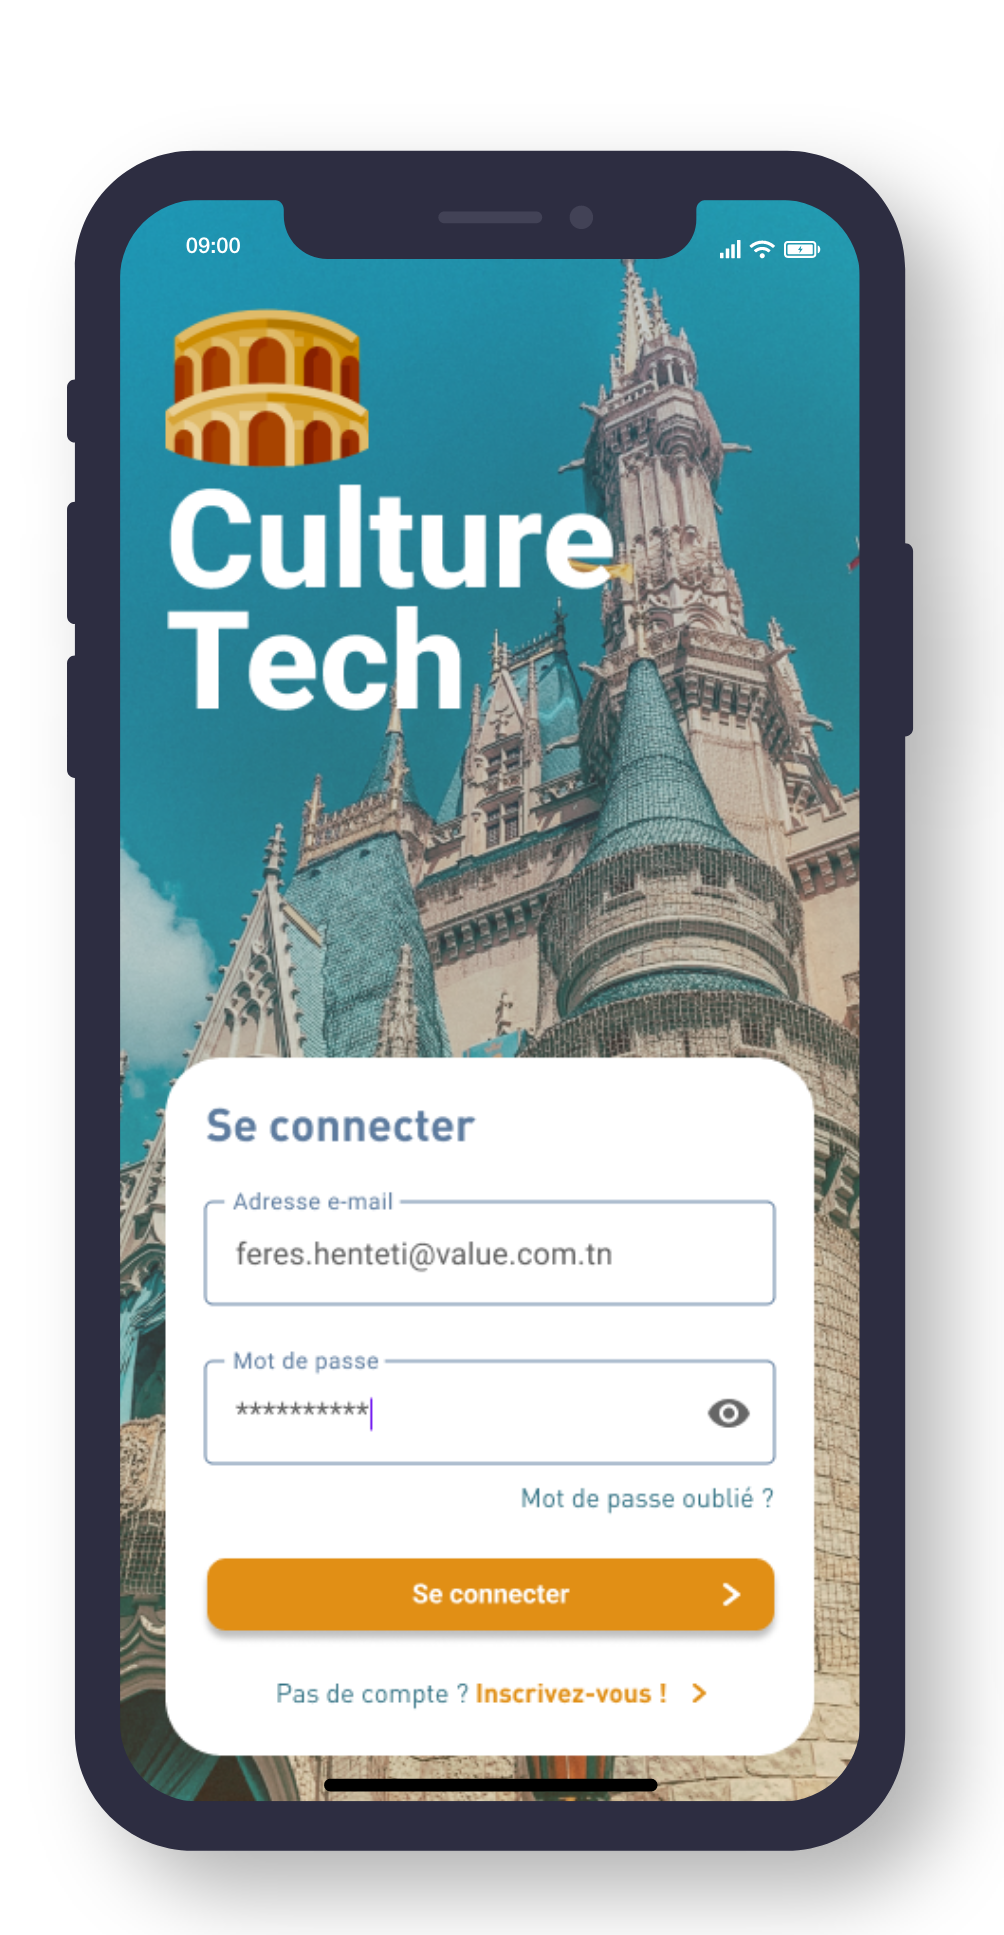 09:00
Culture
Tech
Se connecter
Adresse e-mail
feres.henteti@value.com.tn
Mot de passe
**********
Mot de passe oublié ?
Se connecter
Pas de compte ? Inscrivez-vous !